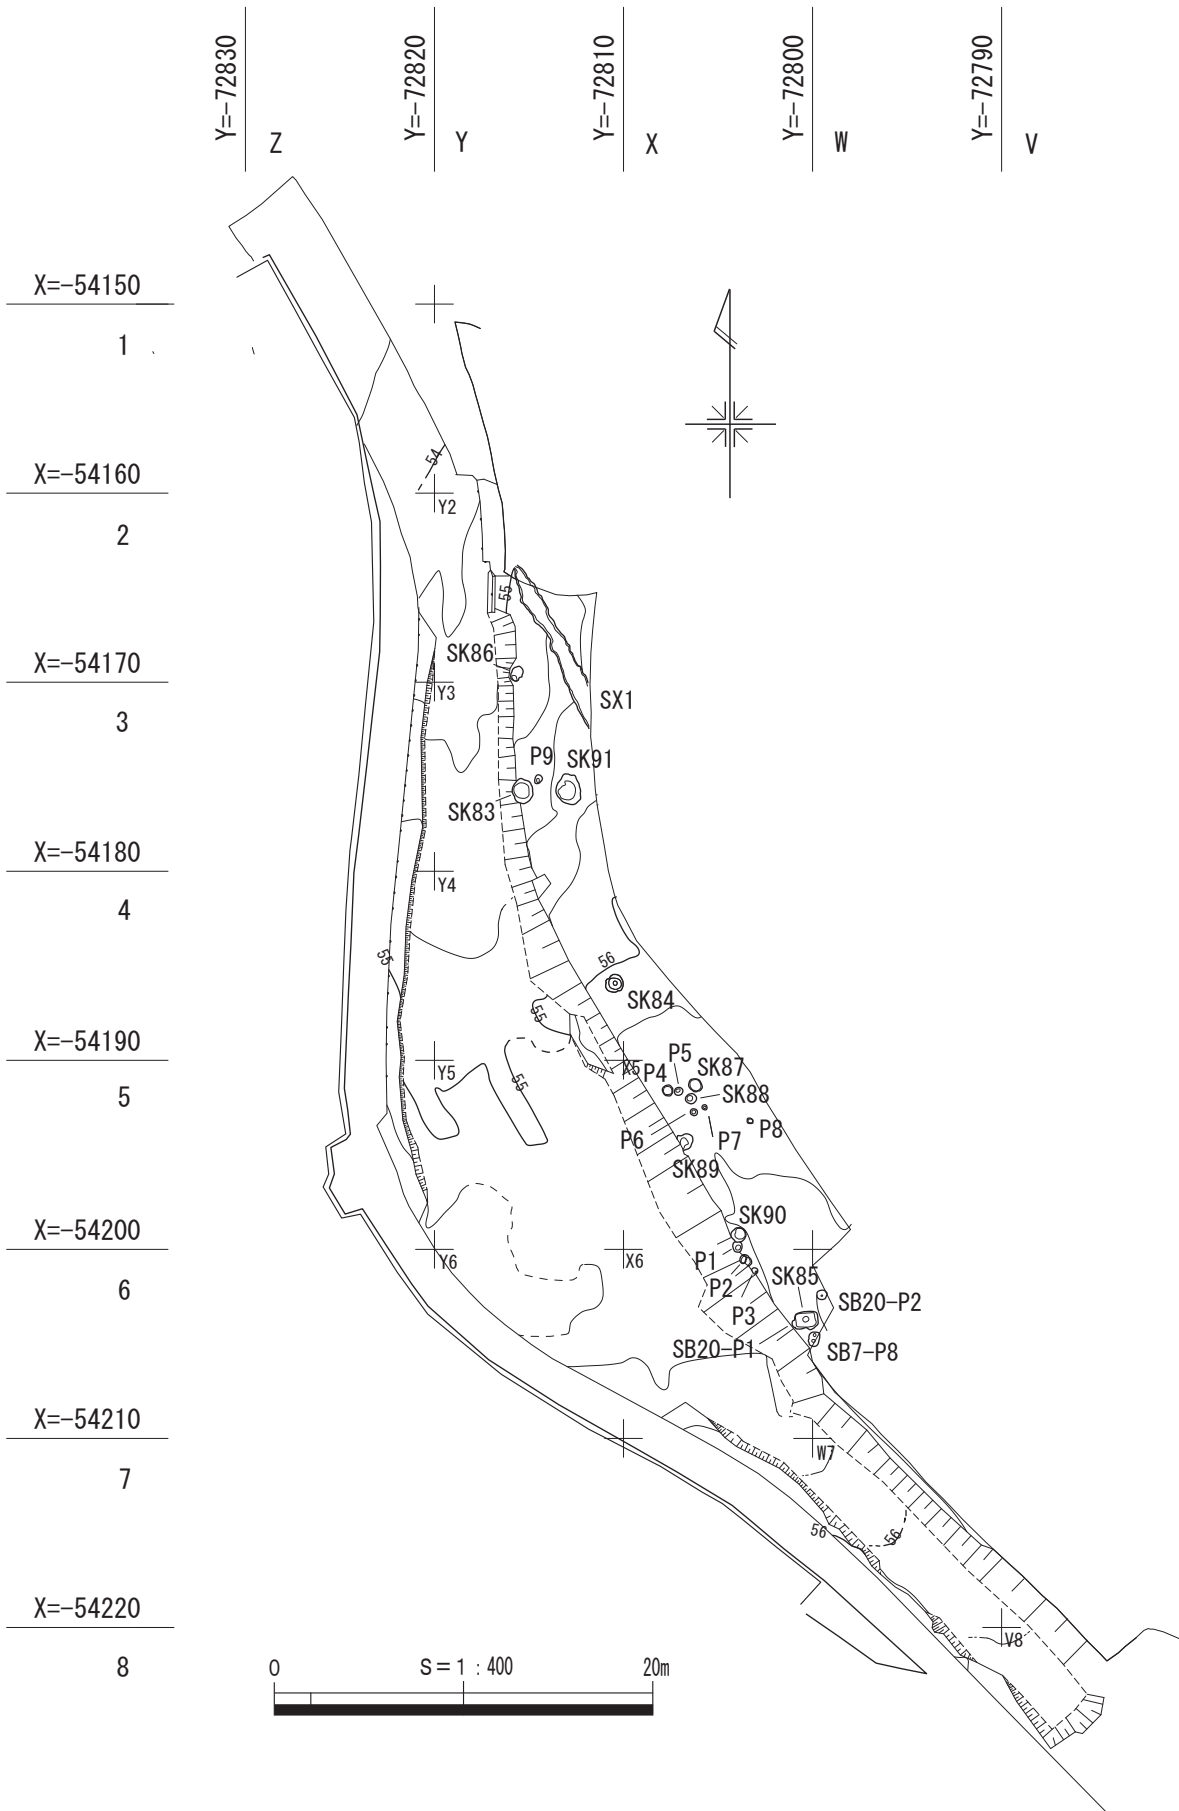 Y=-72830
Y=-72820
Y=-72810
Y=-72800
Y=-72790
Z
Y
X
W
V
X=-54150
1
54
X=-54160
Y2
2
55
SK86
X=-54170
Y3
SX1
3
P9
SK91
SK83
X=-54180
Y4
4
55
56
SK84
55
X=-54190
Y5
X5
P4
P5
SK87
55
SK88
5
P6
P7
P8
SK89
SK90
X=-54200
Y6
X6
P1
SK85
6
P2
SB20-P2
P3
SB20-P1
SB7-P8
X=-54210
W7
7
56
56
X=-54220
V8
8
0
S=1:400
20m